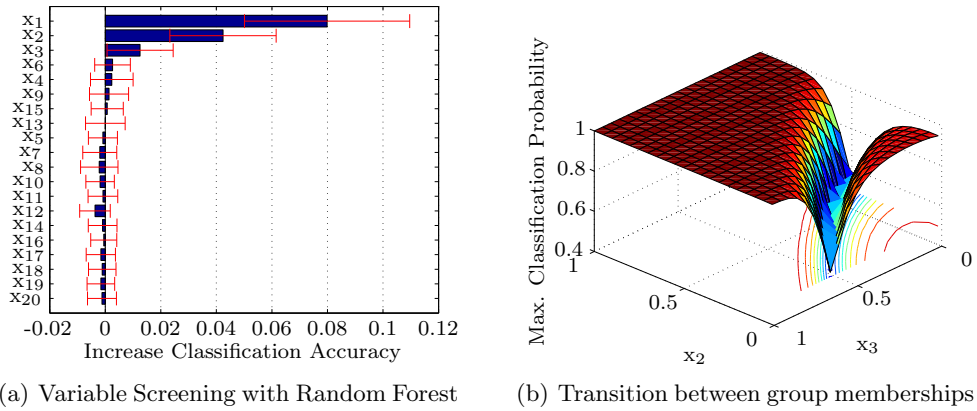 x1
x2
x3
x6
x4
x9
x15
x13
x5
x7
x8
x10
x11
x12
x14
x16
x17
x18
x19
x20
-0.02 0 0.02 0.04 0.06 0.08 0.1 0.12
Increase Classification Accuracy
(a) Variable Screening with Random Forest
Max. Classification Probability
1
0.8
0.6
0.4
1
0.5
0
x2
1
0.5
0
x3
(b) Transition between group memberships